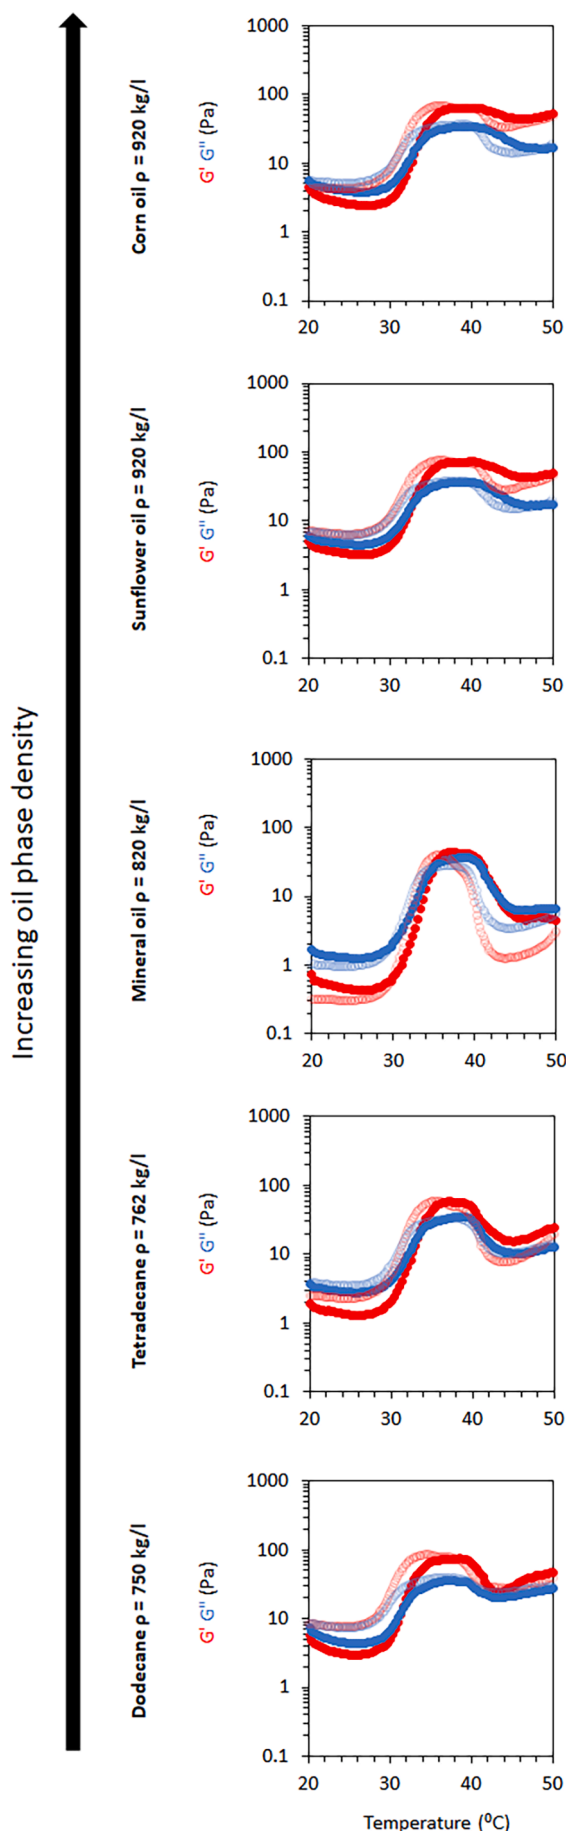 Increasing oil phase density
Corn oil ρ = 920 kg/l
G' G" (Pa)
1000
100
10
1
0.1
20 30 40 50
Sunflower oil ρ = 920 kg/l
G' G" (Pa)
1000
100
10
1
0.1
20 30 40 50
Mineral oil ρ = 820 kg/l
G' G" (Pa)
1000
100
10
1
0.1
20 30 40 50
Tetradecane ρ = 762 kg/l
G' G" (Pa)
1000
100
10
1
0.1
20 30 40 50
Dodecane ρ = 750 kg/l
G' G" (Pa)
1000
100
10
1
0.1
20 30 40 50
Temperature (⁰C)